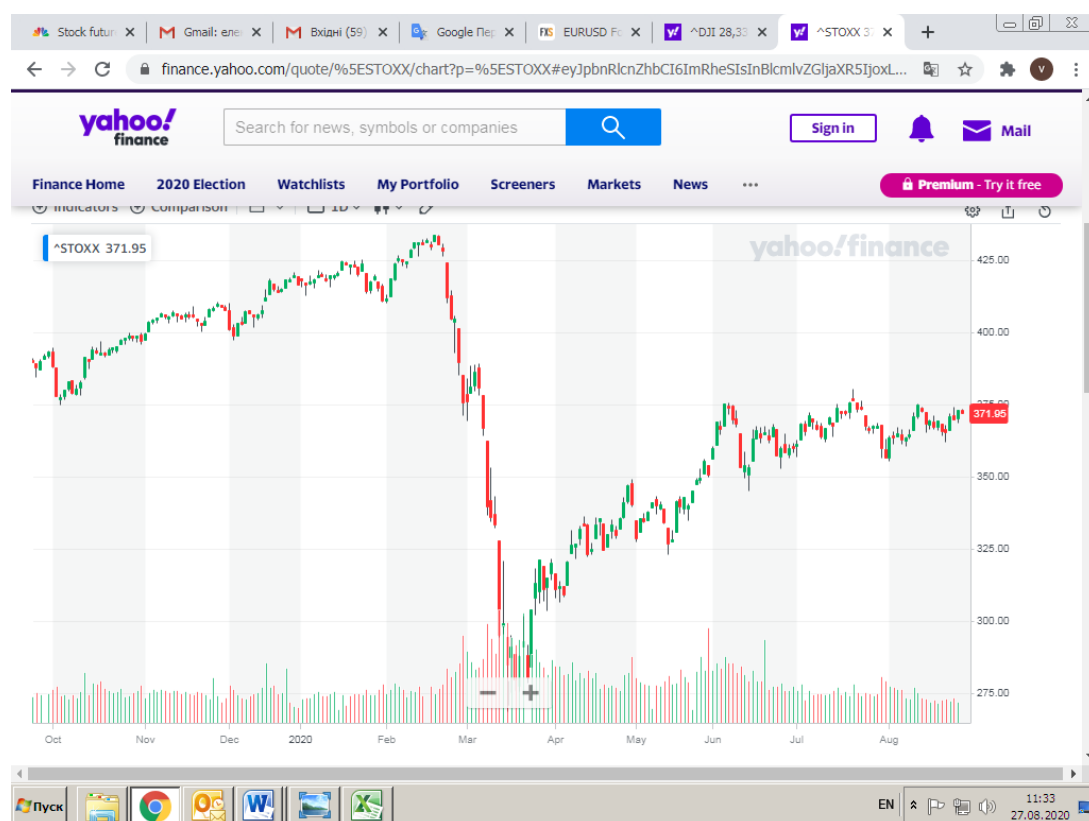 Stock futur
Gmail: еле
Вхідні (59)
Google Пер
EURUSD Fo
^DJI 28,33
^STOXX 37
finance.yahoo.com/quote/%5ESTOXX/chart?p=%5ESTOXX#eyJpbnRlcnZhbCI6ImRheSIsInBlcmlvZGljaXR5IjoxL...
V
yahoo!
finance
Search for news, symbols or companies
Sign in
Mail
Finance Home 2020 Election Watchlists My Portfolio Screeners Markets News ...
Premium - Try it free
Indicators Comparison 1D
^STOXX 371.95
yahoo!finance
425.00
400.00
375.00
371.95
350.00
325.00
300.00
275.00
Oct Nov Dec 2020 Feb Mar Apr May Jun Jul Aug
Пуск
EN
11:33
27.08.2020